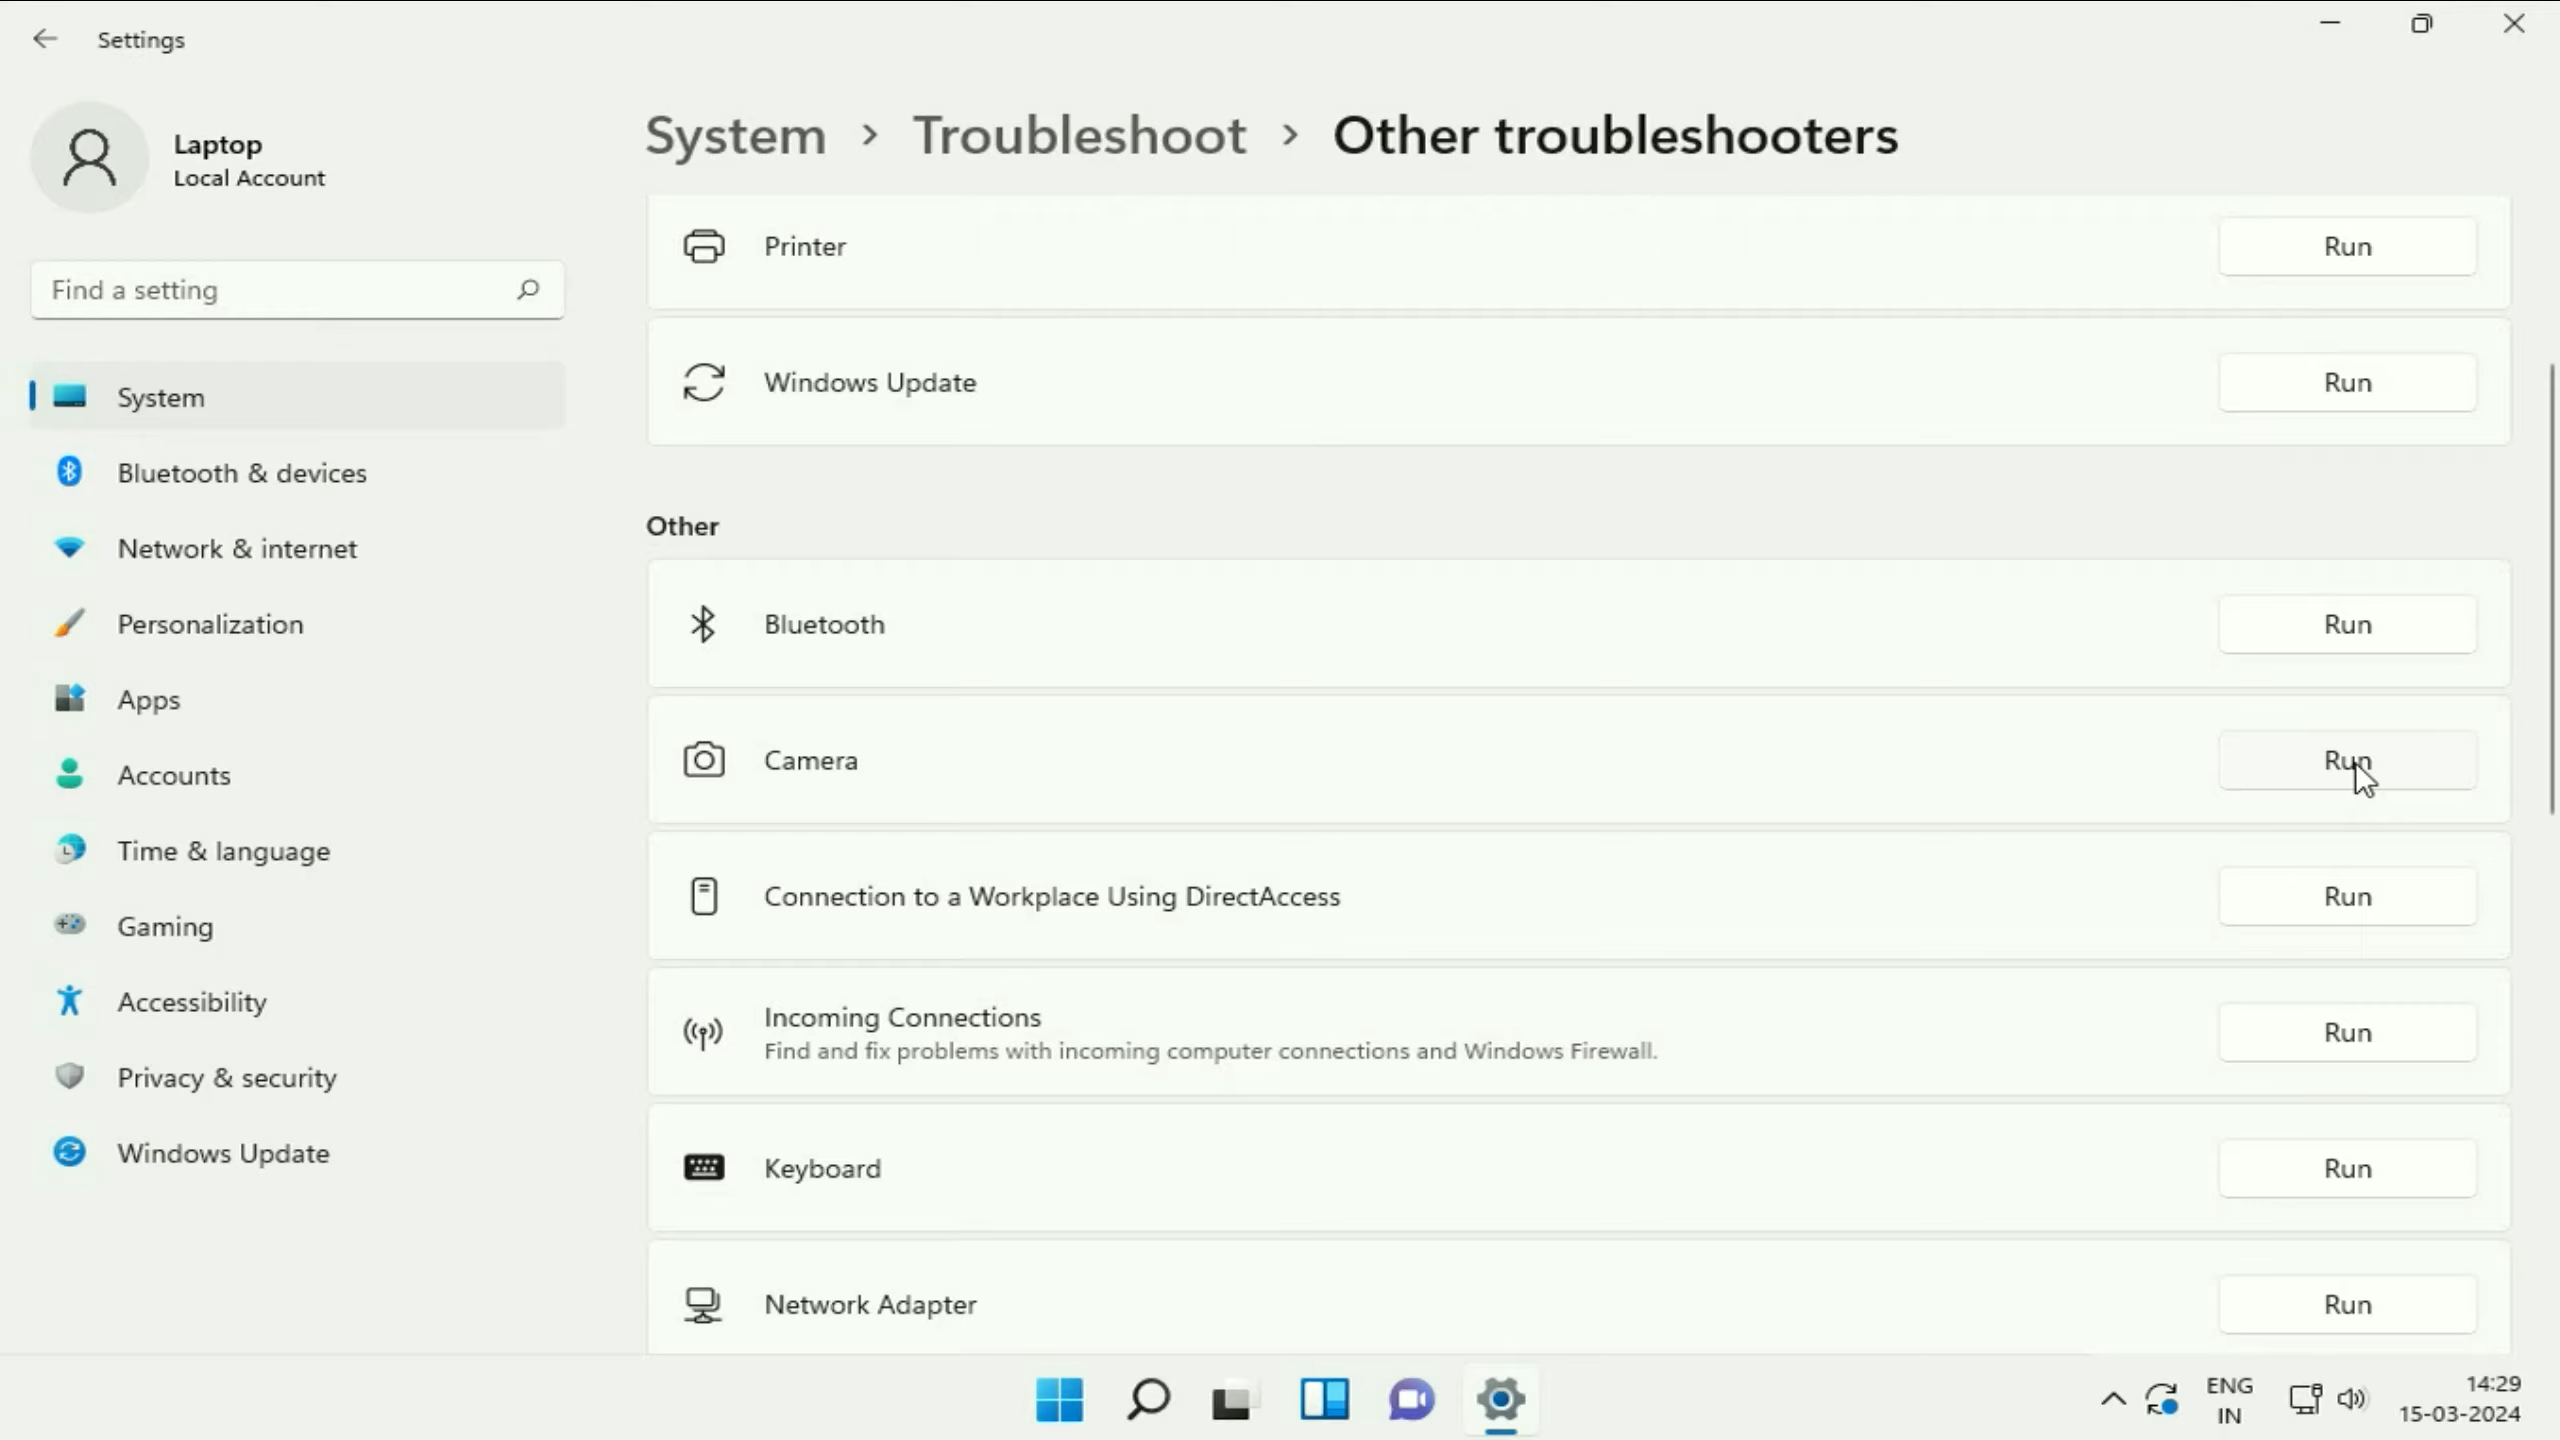 Settings
Laptop
Local Account
Find a setting
System
Bluetooth & devices
Network & internet
Personalization
Apps
Accounts
Time & language
Gaming
Accessibility
Privacy & security
Windows Update
System > Troubleshoot > Other troubleshooters
Printer Run
Windows Update Run
Other
Bluetooth Run
Camera Run
Connection to a Workplace Using DirectAccess Run
Incoming Connections Run
Find and fix problems with incoming computer connections and Windows Firewall.
Keyboard Run
Network Adapter Run
ENG
IN
14:29
15-03-2024